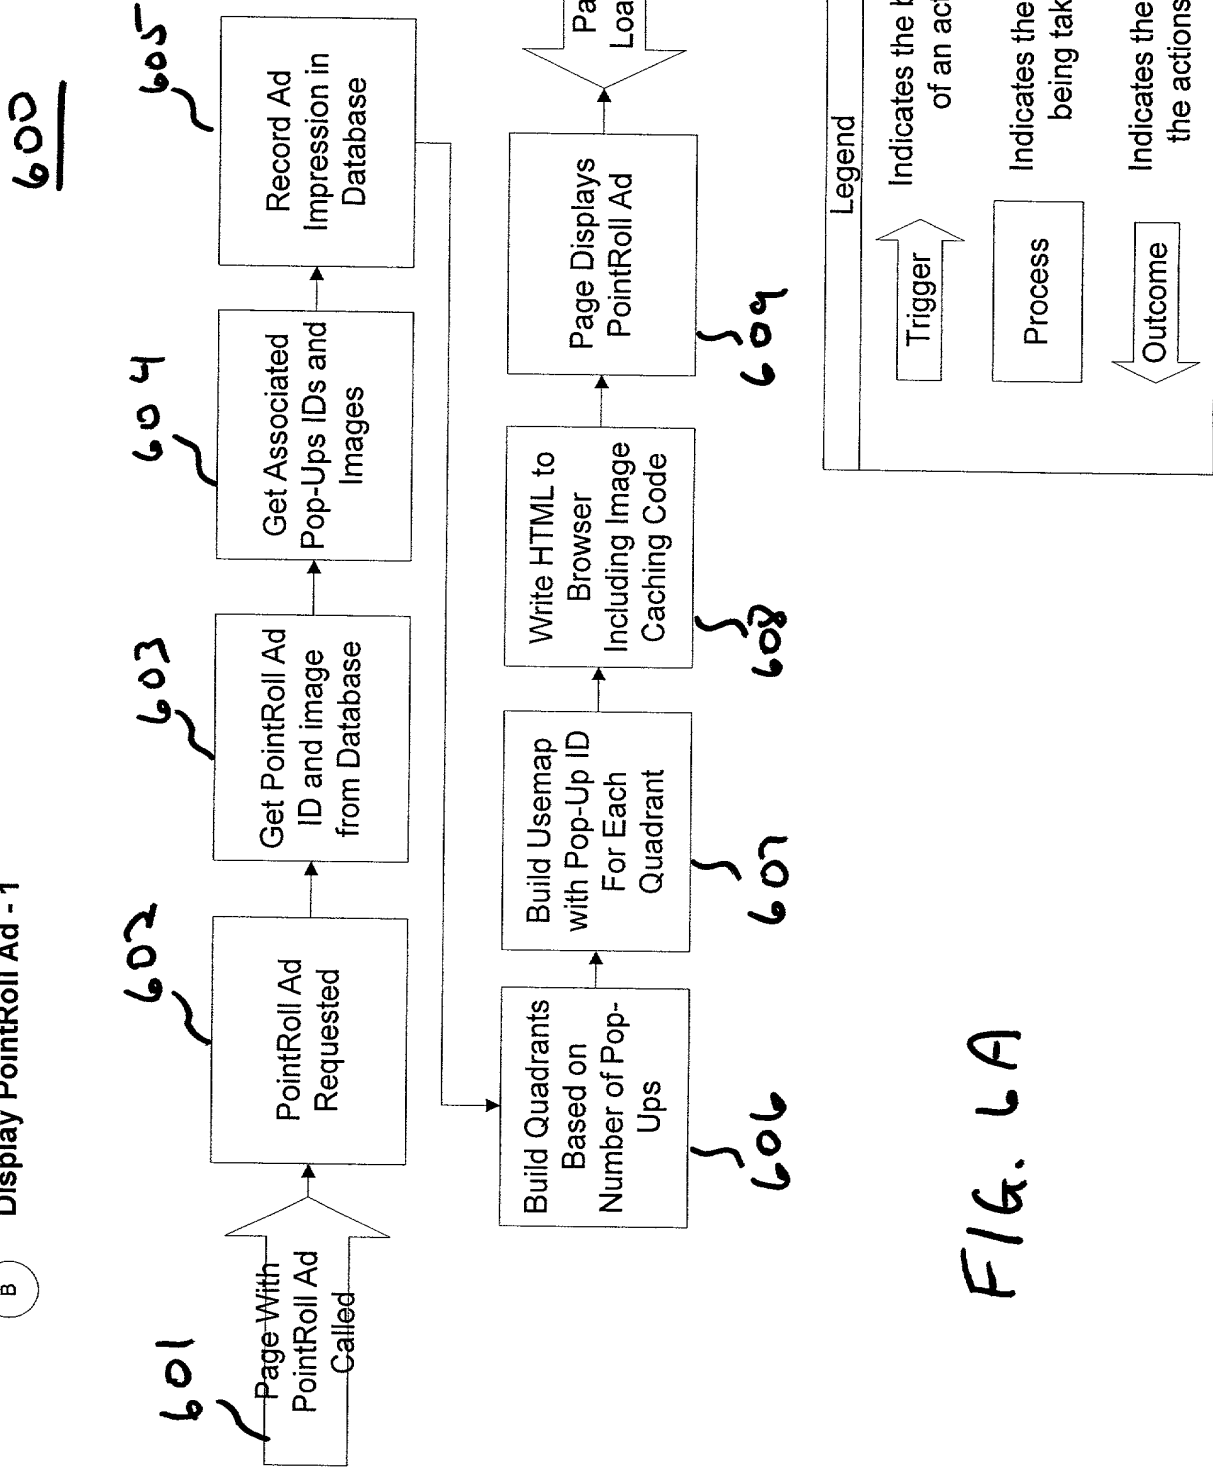 B
Display PointRoll Ad - 1
600
601
Page With
PointRoll Ad
Called
602
PointRoll Ad
Requested
603
Get PointRoll Ad
ID and image
from Database
604
Get Associated
Pop-Ups IDs and
Images
605
Record Ad
Impression in
Database
Build Quadrants
Based on
Number of Pop-
Ups
606
Build Usemap
with Pop-Up ID
For Each
Quadrant
607
Write HTML to
Browser
Including Image
Caching Code
608
Page Displays
PointRoll Ad
609
Pa
Loa
Legend
Trigger
Indicates the b
of an act
Process
Indicates the
being tak
Outcome
Indicates the
the actions
FIG. 6A